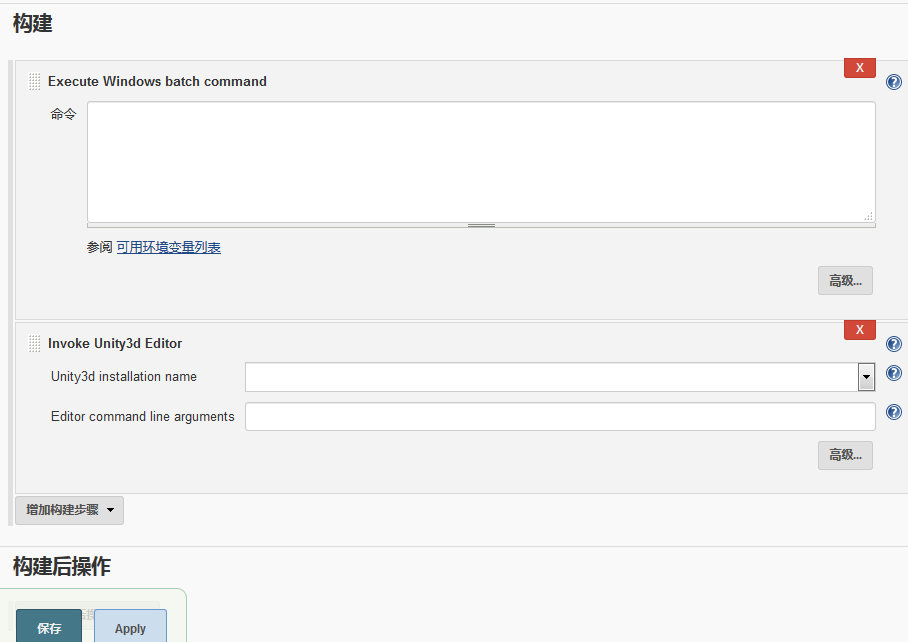 构建
X
Execute Windows batch command
命令
参阅 可用环境变量列表
高级...
X
Invoke Unity3d Editor
Unity3d installation name
Editor command line arguments
高级...
增加构建步骤
构建后操作
保存 Apply